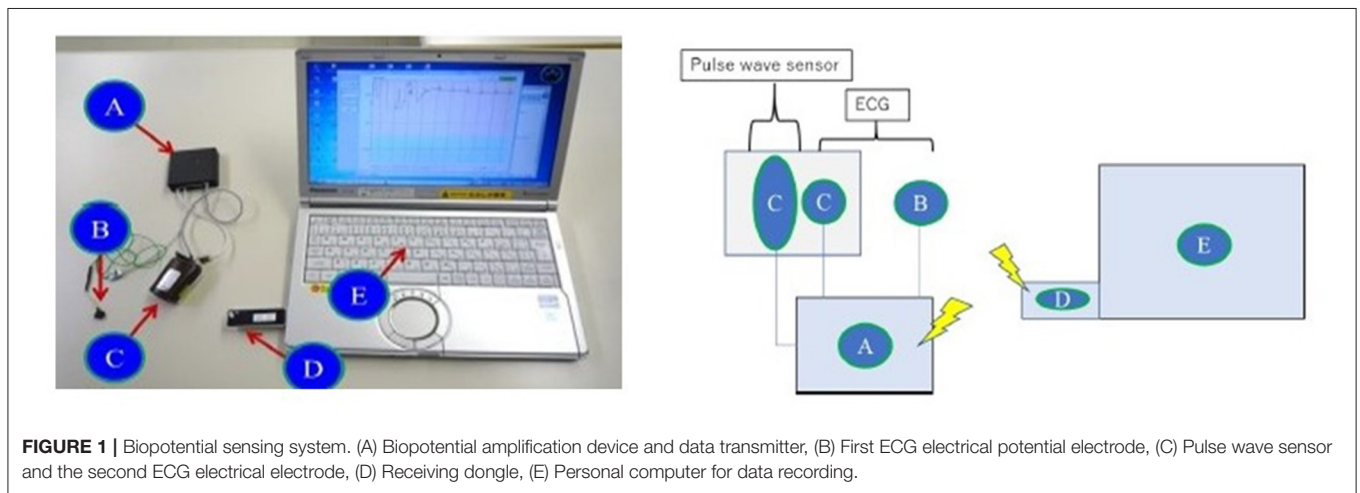 A
B
C
D
E
Pulse wave sensor
ECG
C
C
B
E
D
A
FIGURE 1 | Biopotential sensing system. (A) Biopotential amplification device and data transmitter, (B) First ECG electrical potential electrode, (C) Pulse wave sensor
and the second ECG electrical electrode, (D) Receiving dongle, (E) Personal computer for data recording.